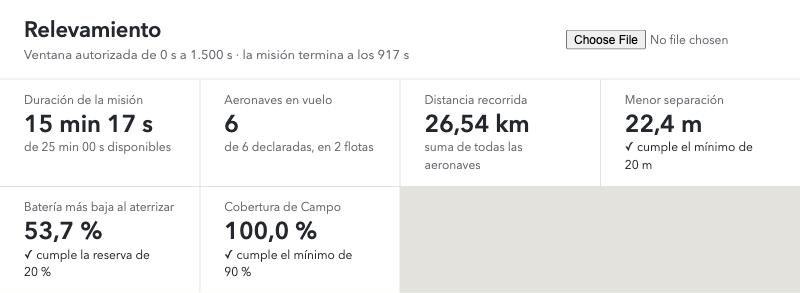 Relevamiento
Ventana autorizada de 0 s a 1.500 s · la misión termina a los 917 s
Choose File No file chosen
Duración de la misión
15 min 17 s
de 25 min 00 s disponibles
Aeronaves en vuelo
6
de 6 declaradas, en 2 flotas
Distancia recorrida
26,54 km
suma de todas las
aeronaves
Menor separación
22,4 m
✓ cumple el mínimo de
20 m
Batería más baja al aterrizar
53,7 %
✓ cumple la reserva de
20 %
Cobertura de Campo
100,0 %
✓ cumple el mínimo de
90 %